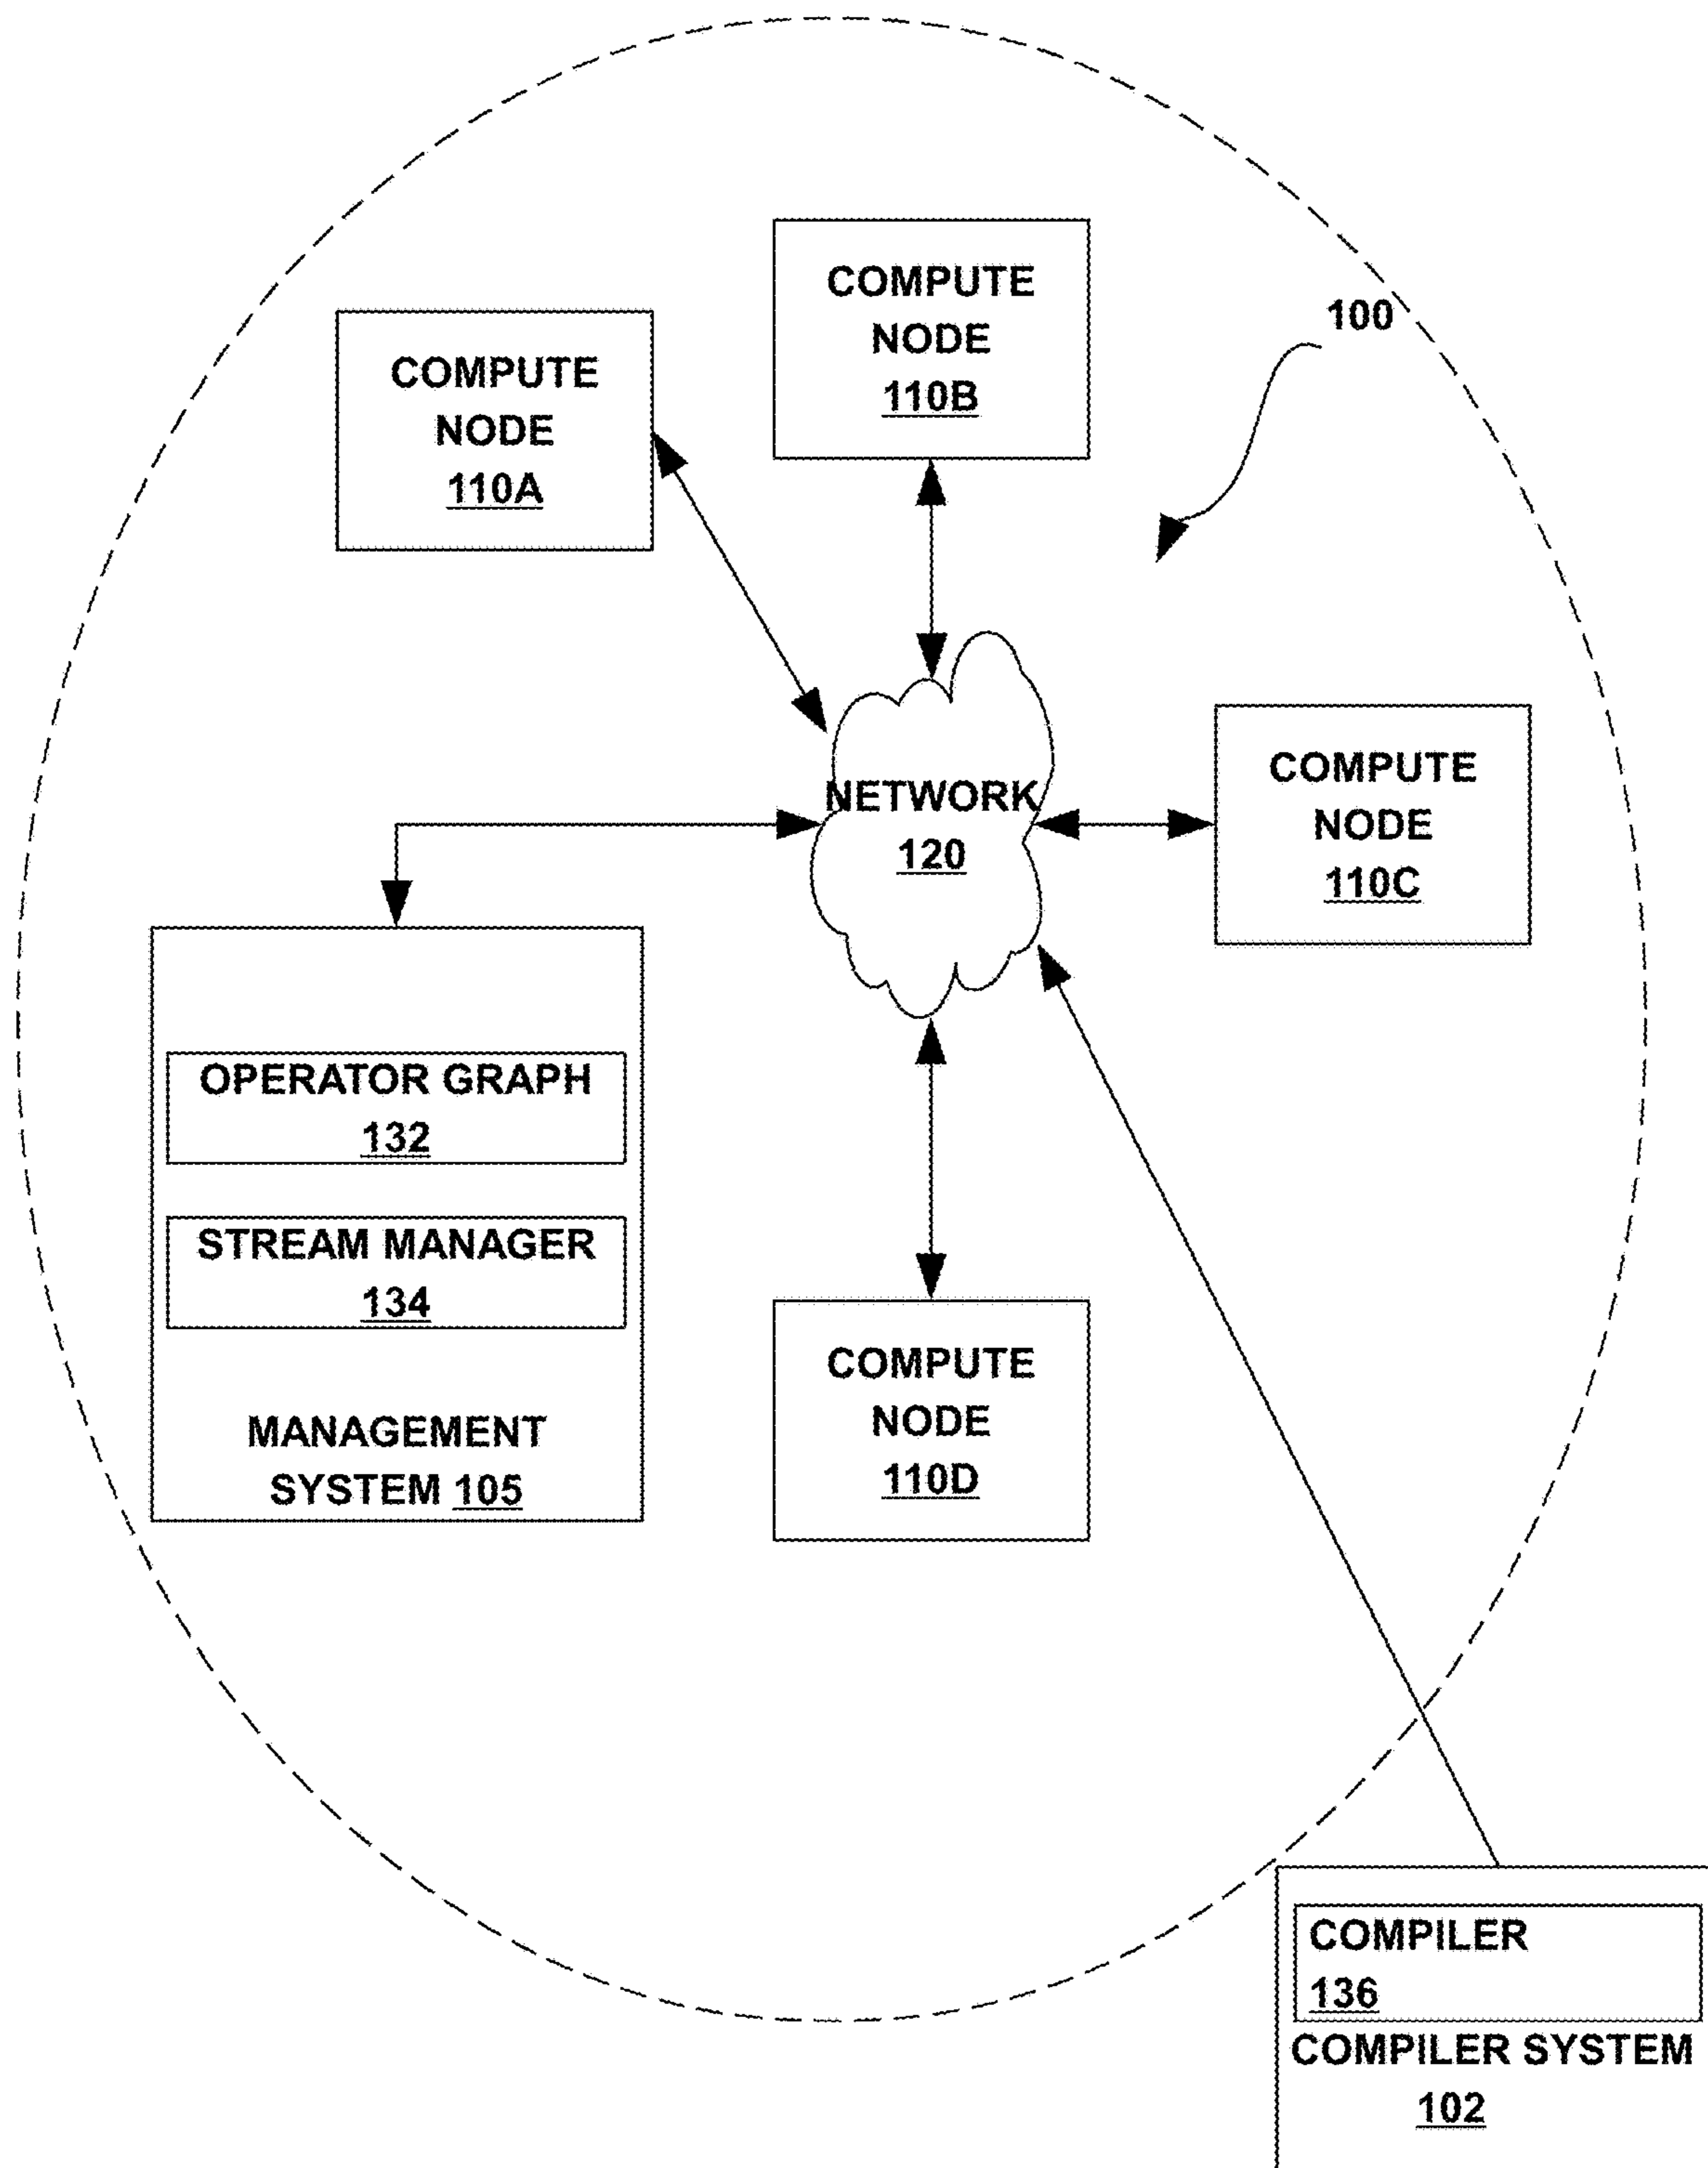 COMPUTE
NODE
110B
100
COMPUTE
NODE
110A
NETWORK
120
COMPUTE
NODE
110C
OPERATOR GRAPH
132
STREAM MANAGER
134
MANAGEMENT
SYSTEM 105
COMPUTE
NODE
110D
COMPILER
136
COMPILER SYSTEM
102